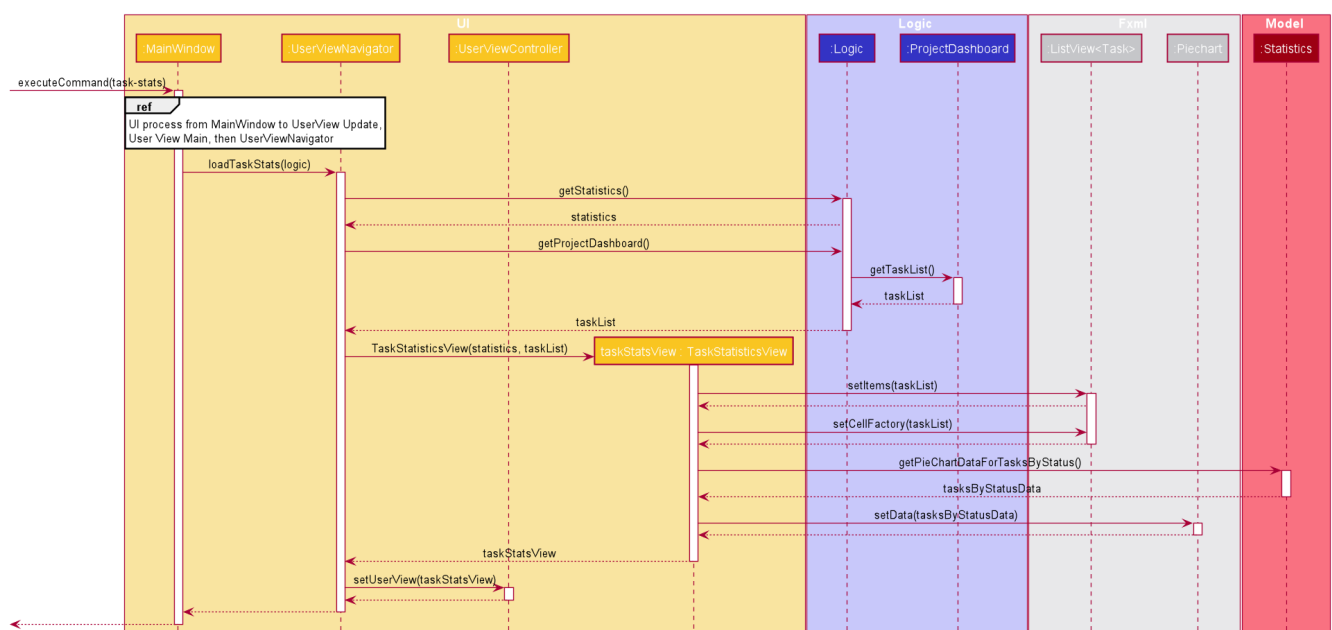 UI
Logic
Fxml
Model
:MainWindow
:UserViewNavigator
:UserViewController
:Logic
:ProjectDashboard
:ListView<Task>
:Piechart
:Statistics
executeCommand(task-stats)
ref
UI process from MainWindow to UserView Update,
User View Main, then UserViewNavigator
loadTaskStats(logic)
getStatistics()
statistics
getProjectDashboard()
getTaskList()
taskList
taskList
TaskStatisticsView(statistics, taskList)
taskStatsView : TaskStatisticsView
setItems(taskList)
setCellFactory(taskList)
getPieChartDataForTasksByStatus()
tasksByStatusData
setData(tasksByStatusData)
taskStatsView
setUserView(taskStatsView)